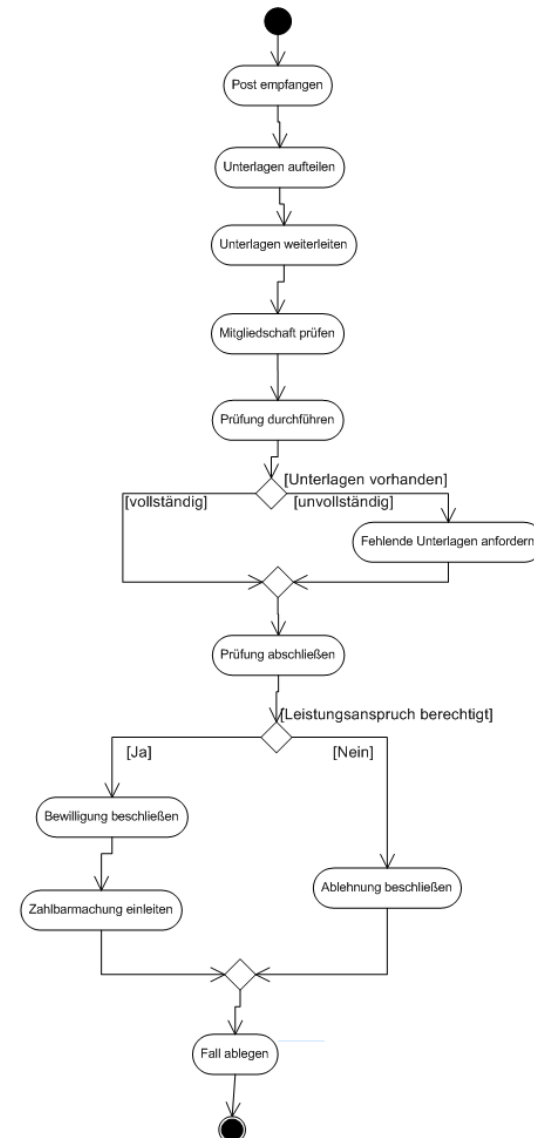 Post empfangen
Unterlagen aufteilen
Unterlagen weiterleiten
Mitgliedschaft prüfen
Prüfung durchführen
[Unterlagen vorhanden]
[vollständig]
[unvollständig]
Fehlende Unterlagen anfordern
Prüfung abschließen
[Leistungsanspruch berechtigt]
[Ja]
[Nein]
Bewilligung beschließen
Ablehnung beschließen
Zahlbarmachung einleiten
Fall ablegen